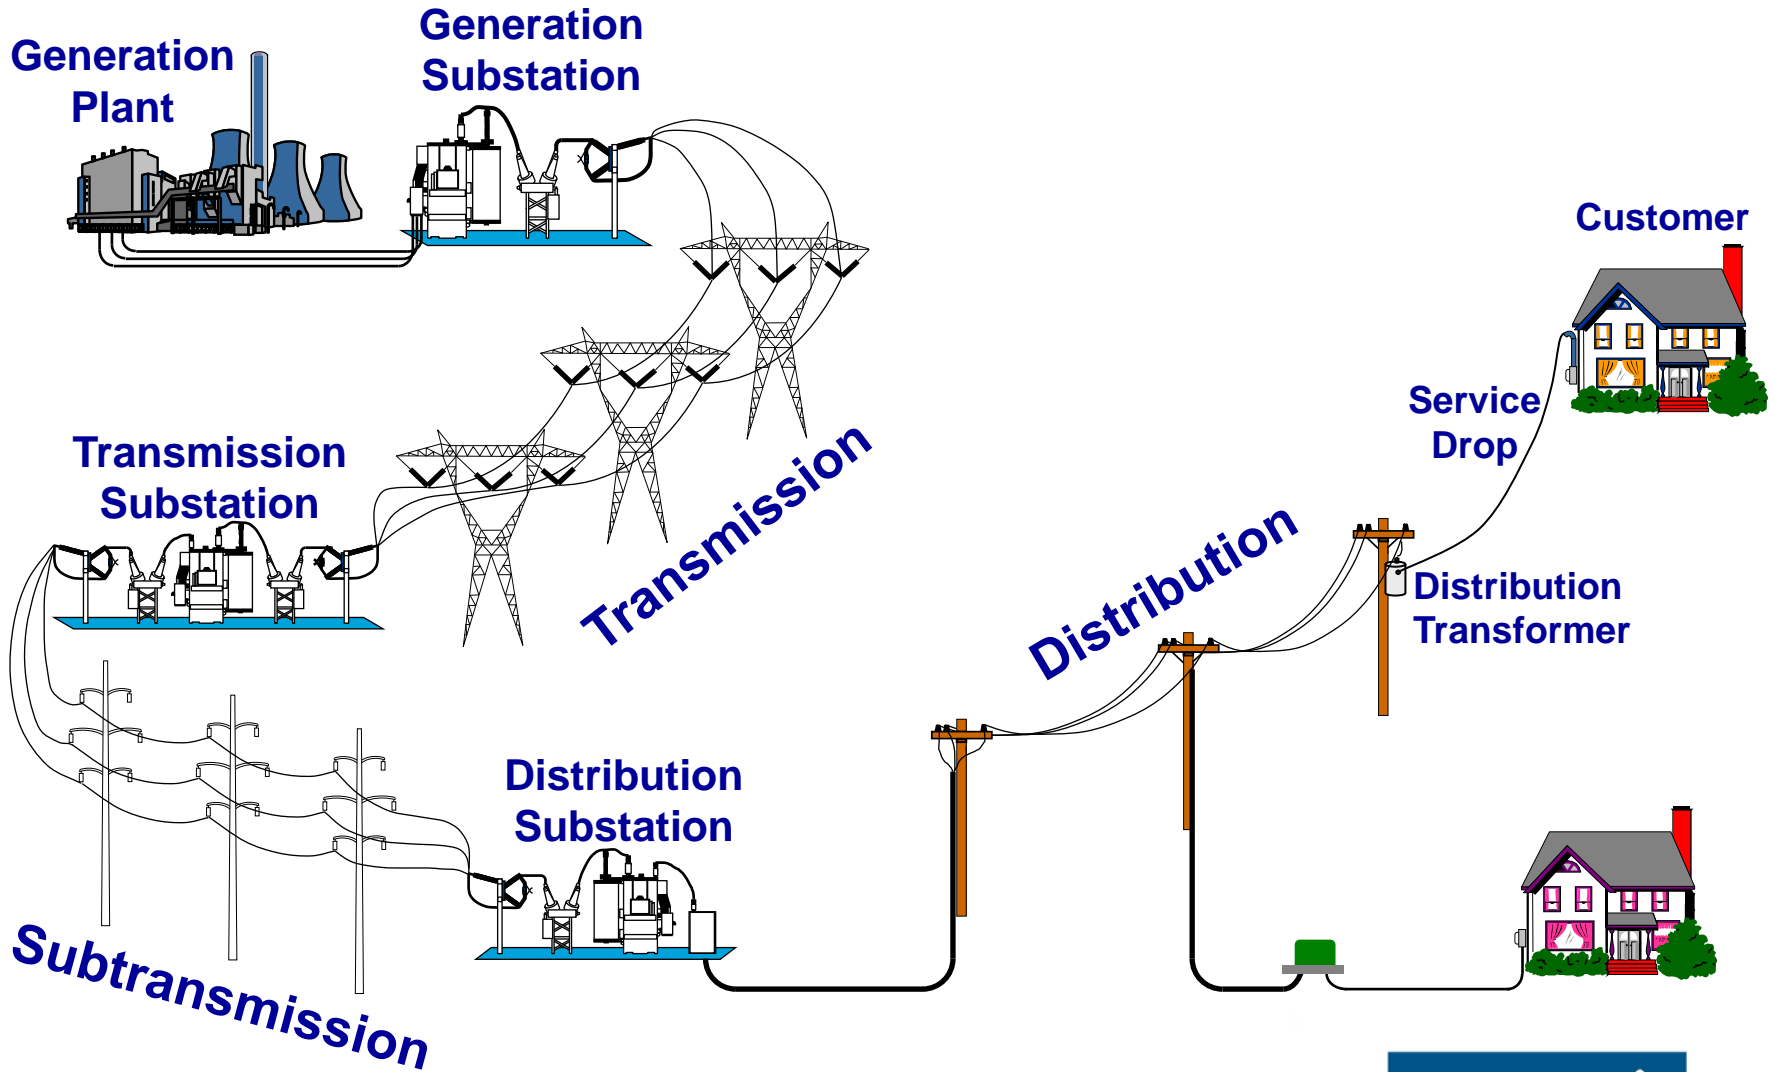 Generation
Plant
Generation
Substation
Customer
Service
Drop
Transmission
Substation
Transmission
Distribution
Distribution
Transformer
Distribution
Substation
Subtransmission